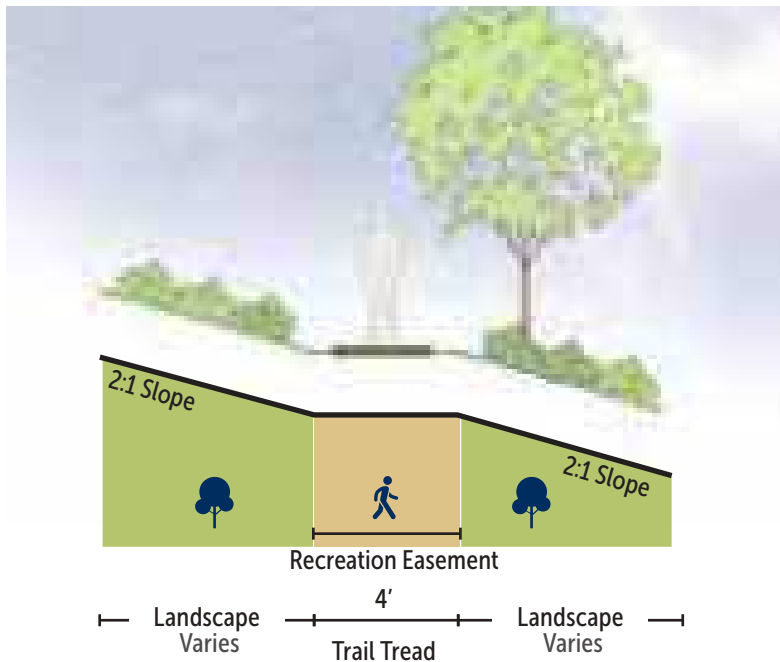 2:1 Slope
2:1 Slope
Recreation Easement
4’
Landscape
Varies
Trail Tread
Landscape
Varies